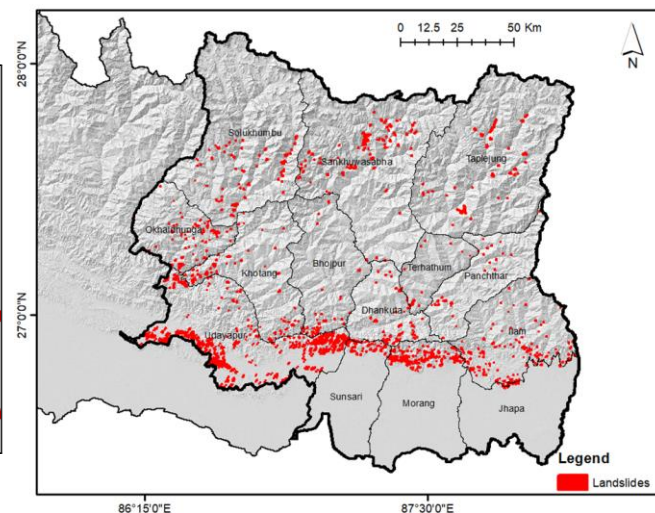 0 12.5 25 50 Km
N
28°0'0"N
Solukhumbu
Sankhuwasabha
Taplejung
Okhaldhunga
Khotang
Bhojpur
Terhathum
Panchthar
Dhankuta
27°0'0"N
Udayapur
Ilam
Sunsari
Morang
Jhapa
Legend
Landslides
86°15'0"E
87°30'0"E